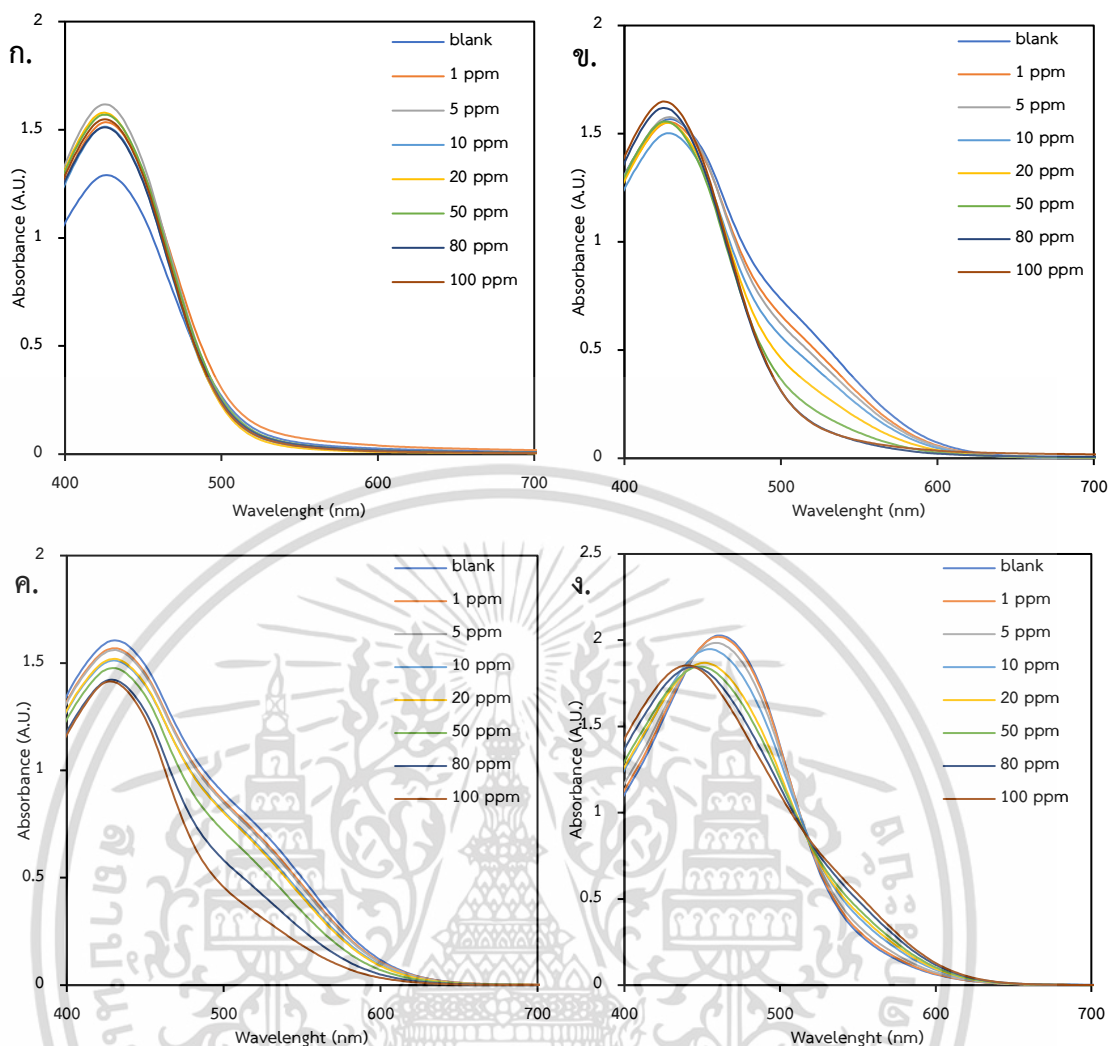 ก.
2
1.5
1
0.5
0
Absorbance (A.U.)
400
500
600
700
Wavelenght (nm)
blank
1 ppm
5 ppm
10 ppm
20 ppm
50 ppm
80 ppm
100 ppm
ข.
2
1.5
1
0.5
0
Absorbancee (A.U.)
400
500
600
700
Wavelenght (nm)
blank
1 ppm
5 ppm
10 ppm
20 ppm
50 ppm
80 ppm
100 ppm
ค.
2
1.5
1
0.5
0
Absorbance (A.U.)
400
500
600
700
Wavelenght (nm)
blank
1 ppm
5 ppm
10 ppm
20 ppm
50 ppm
80 ppm
100 ppm
ง.
2.5
2
1.5
1
0.5
0
Absorbance (A.U.)
400
500
600
700
Wavelenght (nm)
blank
1 ppm
5 ppm
10 ppm
20 ppm
50 ppm
80 ppm
100 ppm